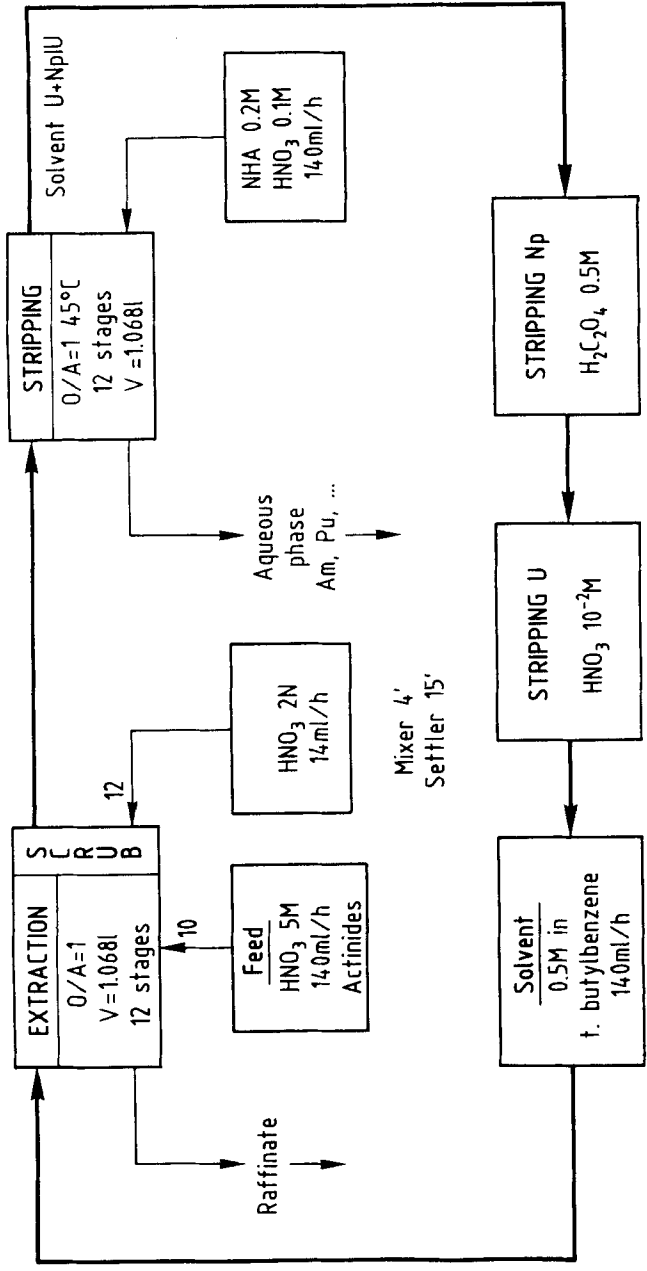 EXTRACTION
O/A=1
V=1.068l
12 stages
SCRUB
12
10
Feed
HNO₃ 5M
140ml/h
Actinides
HNO₃ 2N
14ml/h
Raffinate
Mixer 4'
Settler 15'
STRIPPING
O/A=1 45°C
12 stages
V=1.068l
Solvent U+NpIU
NHA 0.2M
HNO₃ 0.1M
140ml/h
Aqueous
phase
Am, Pu, ...
Solvent
0.5M in
t. butylbenzene
140ml/h
STRIPPING U
HNO₃ 10⁻²M
STRIPPING Np
H₂C₂O₄ 0.5M